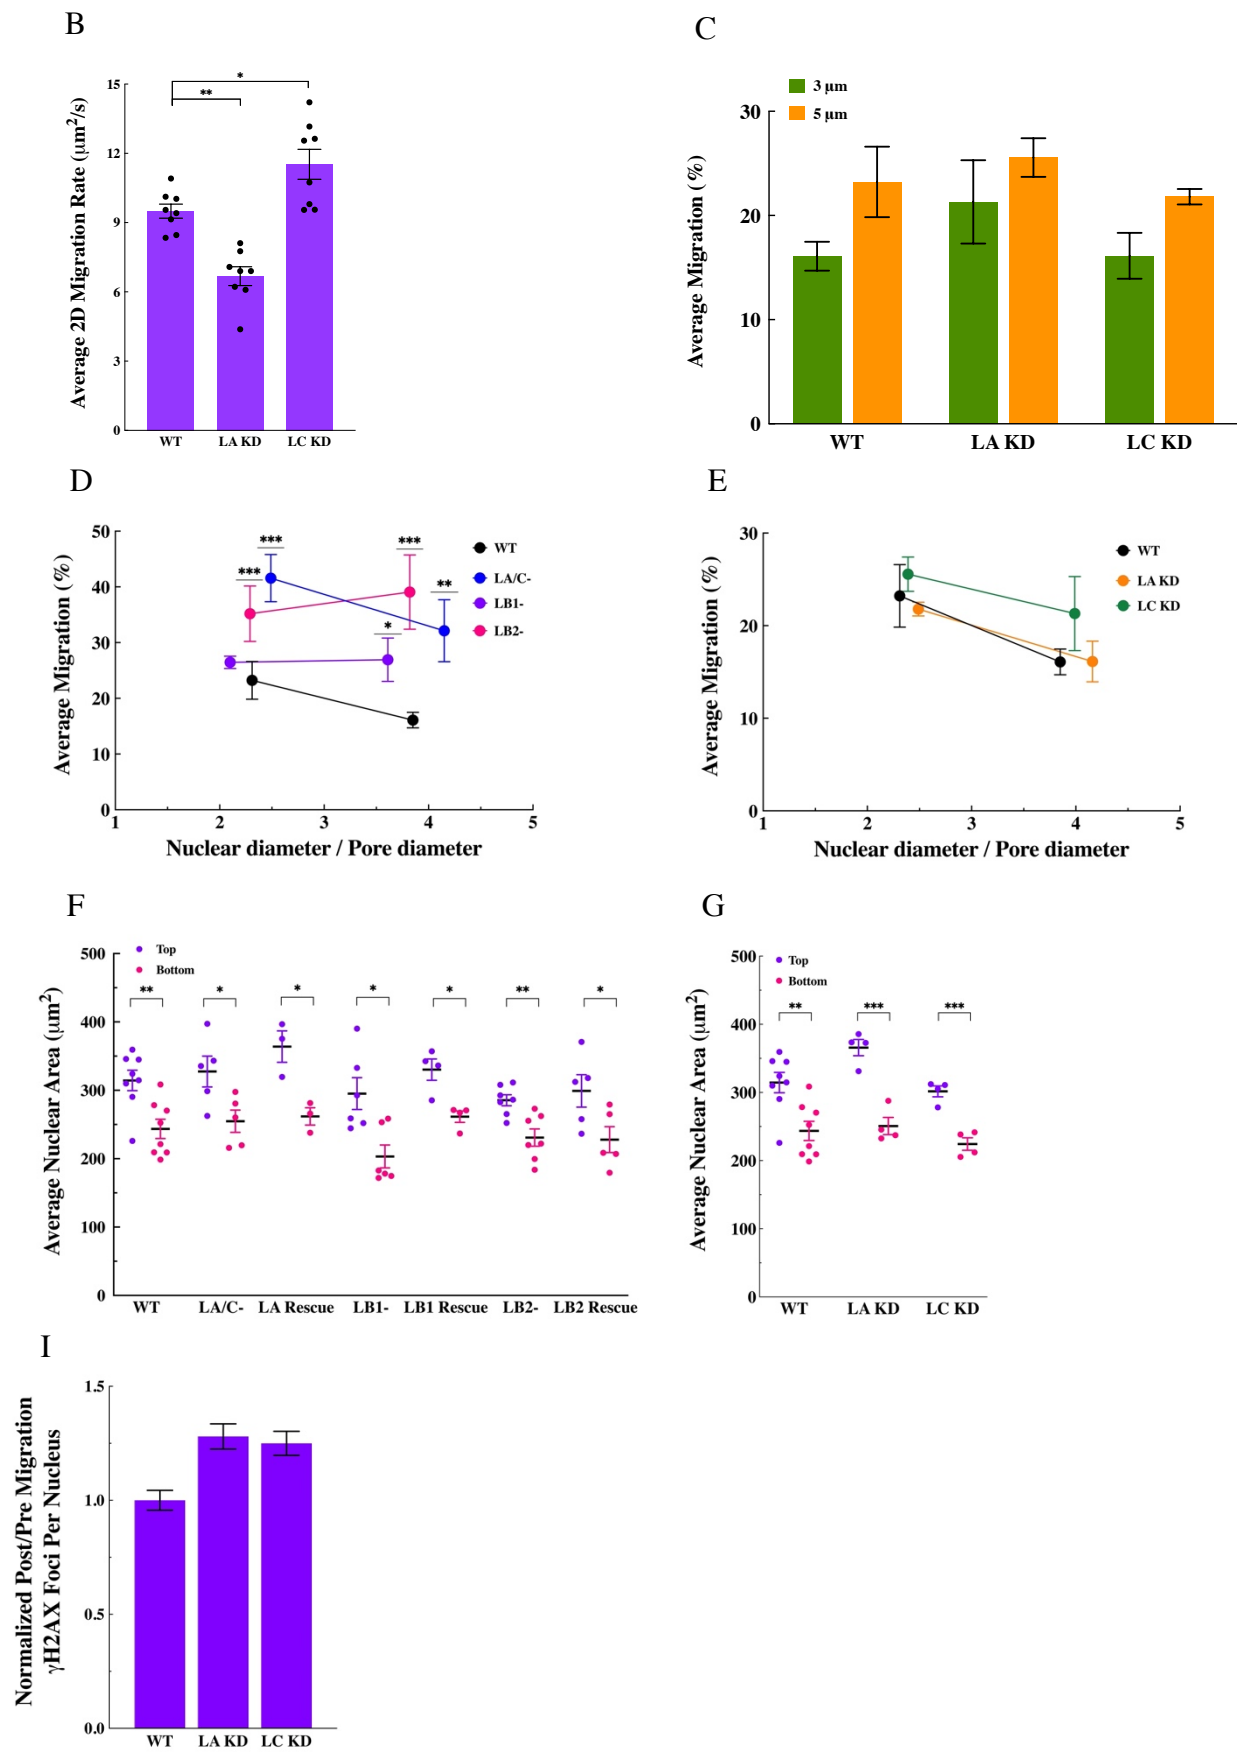 B
Average 2D Migration Rate (μm²/s)
15
12
9
6
3
0
*
**
WT LA KD LC KD
C
3 μm
5 μm
Average Migration (%)
30
20
10
0
WT LA KD LC KD
D
Average Migration (%)
50
40
30
20
10
0
***
***
***
**
*
WT
LA/C-
LB1-
LB2-
1 2 3 4 5
Nuclear diameter / Pore diameter
E
Average Migration (%)
30
20
10
0
WT
LA KD
LC KD
1 2 3 4 5
Nuclear diameter / Pore diameter
F
Average Nuclear Area (μm²)
Top
Bottom
500
400
300
200
100
0
** * * * * ** *
WT LA/C- LA Rescue LB1- LB1 Rescue LB2- LB2 Rescue
G
Average Nuclear Area (μm²)
Top
Bottom
500
400
300
200
100
0
** *** ***
WT LA KD LC KD
I
Normalized Post/Pre Migration
γH2AX Foci Per Nucleus
1.5
1.0
0.5
0.0
WT LA KD LC KD